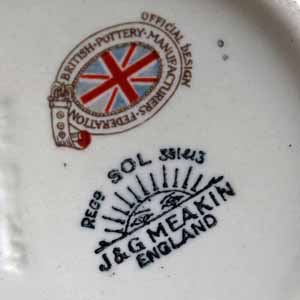 OFFICIAL DESIGN
BRITISH · POTTERY · MANUFACTURERS · FEDERATION
REGD SOL 391413
J&G MEAKIN
ENGLAND